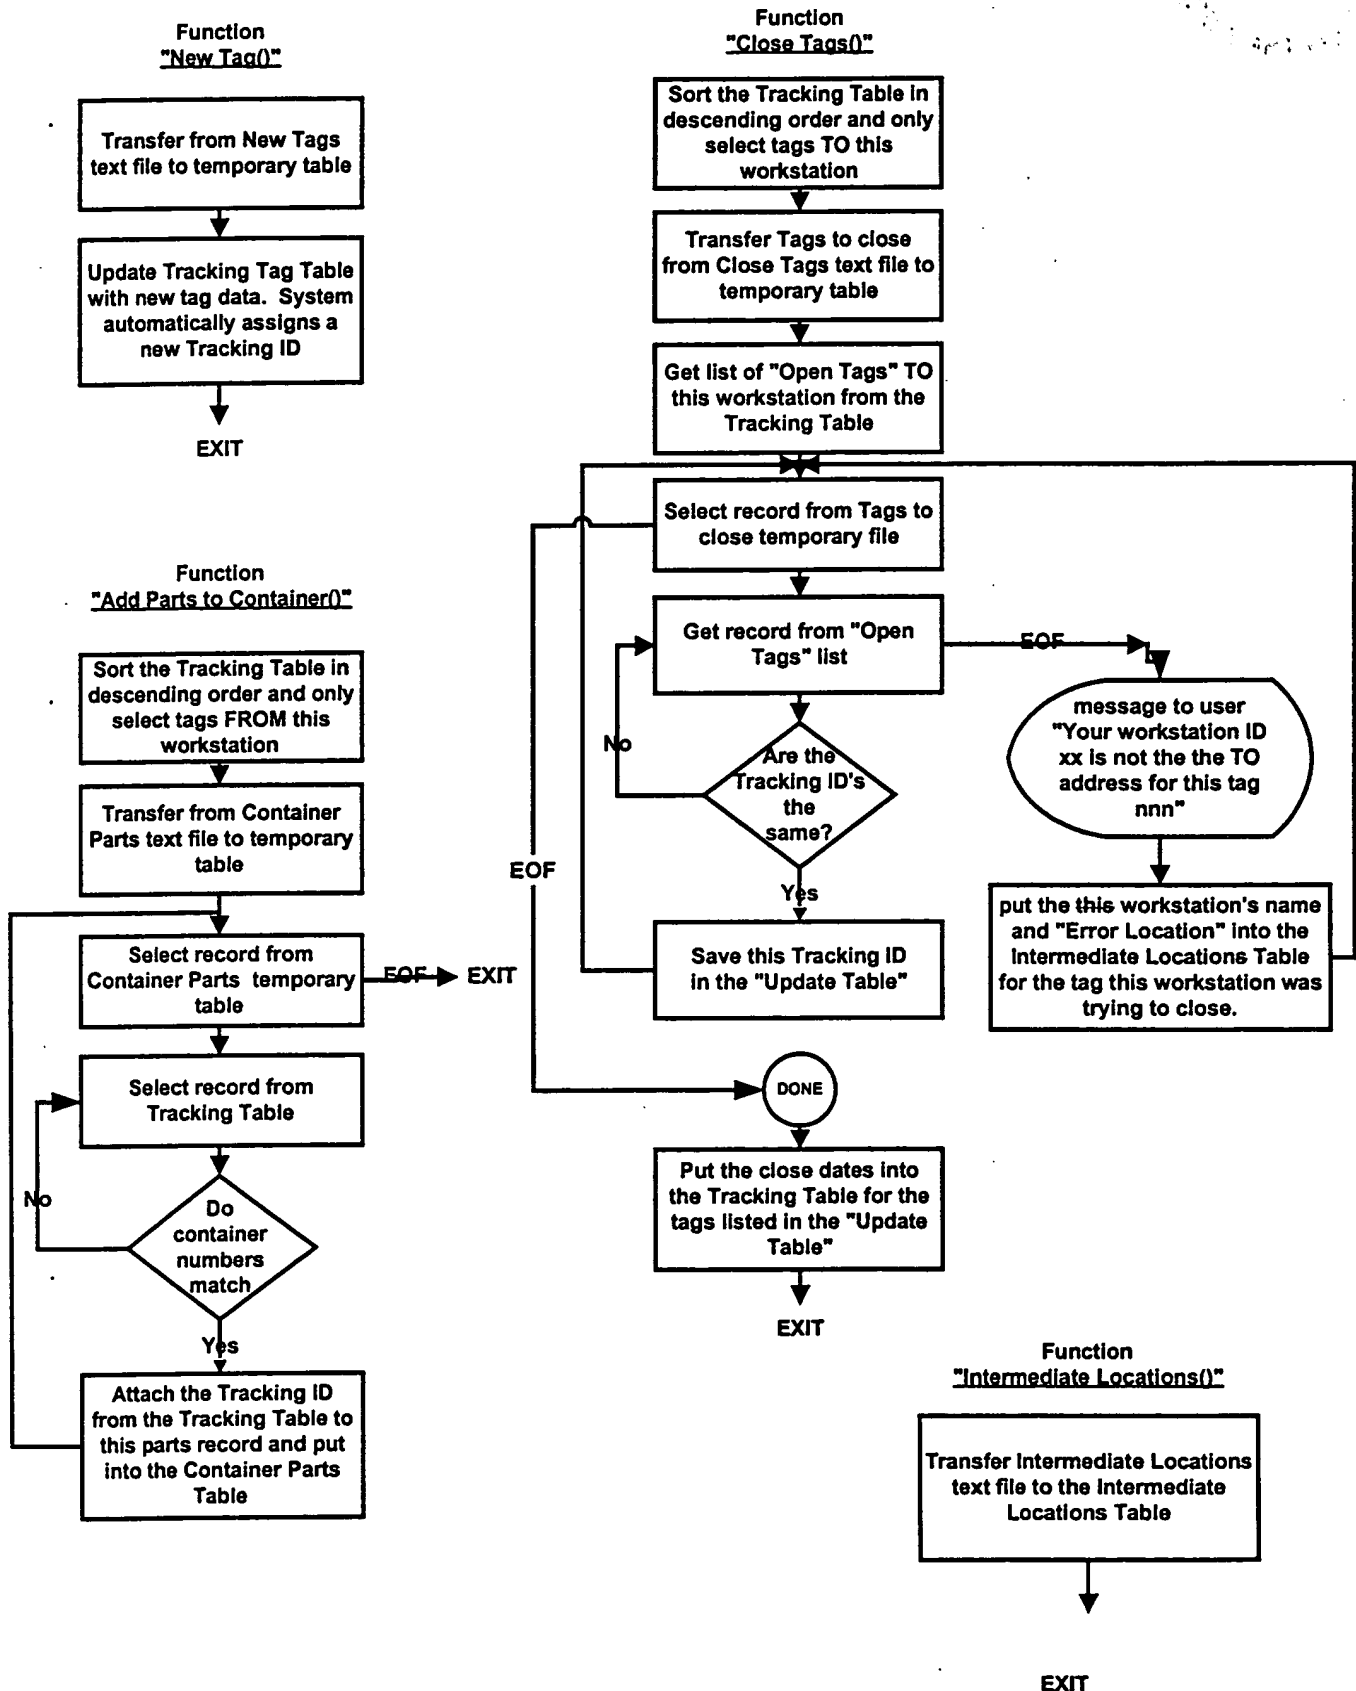 Function
"New Tag()"
Transfer from New Tags
text file to temporary table
Update Tracking Tag Table
with new tag data. System
automatically assigns a
new Tracking ID
EXIT
Function
"Add Parts to Container()"
Sort the Tracking Table in
descending order and only
select tags FROM this
workstation
Transfer from Container
Parts text file to temporary
table
Select record from
Container Parts temporary
table
EOF
EXIT
Select record from
Tracking Table
No
Do
container
numbers
match
Yes
Attach the Tracking ID
from the Tracking Table to
this parts record and put
into the Container Parts
Table
Function
"Close Tags()"
Sort the Tracking Table in
descending order and only
select tags TO this
workstation
Transfer Tags to close
from Close Tags text file to
temporary table
Get list of "Open Tags" TO
this workstation from the
Tracking Table
Select record from Tags to
close temporary file
Get record from "Open
Tags" list
EOF
message to user
"Your workstation ID
xx is not the the TO
address for this tag
nnn"
No
Are the
Tracking ID's
the
same?
EOF
Yes
Save this Tracking ID
in the "Update Table"
put the this workstation's name
and "Error Location" into the
Intermediate Locations Table
for the tag this workstation was
trying to close.
DONE
Put the close dates into
the Tracking Table for the
tags listed in the "Update
Table"
EXIT
Function
"Intermediate Locations()"
Transfer Intermediate Locations
text file to the Intermediate
Locations Table
EXIT